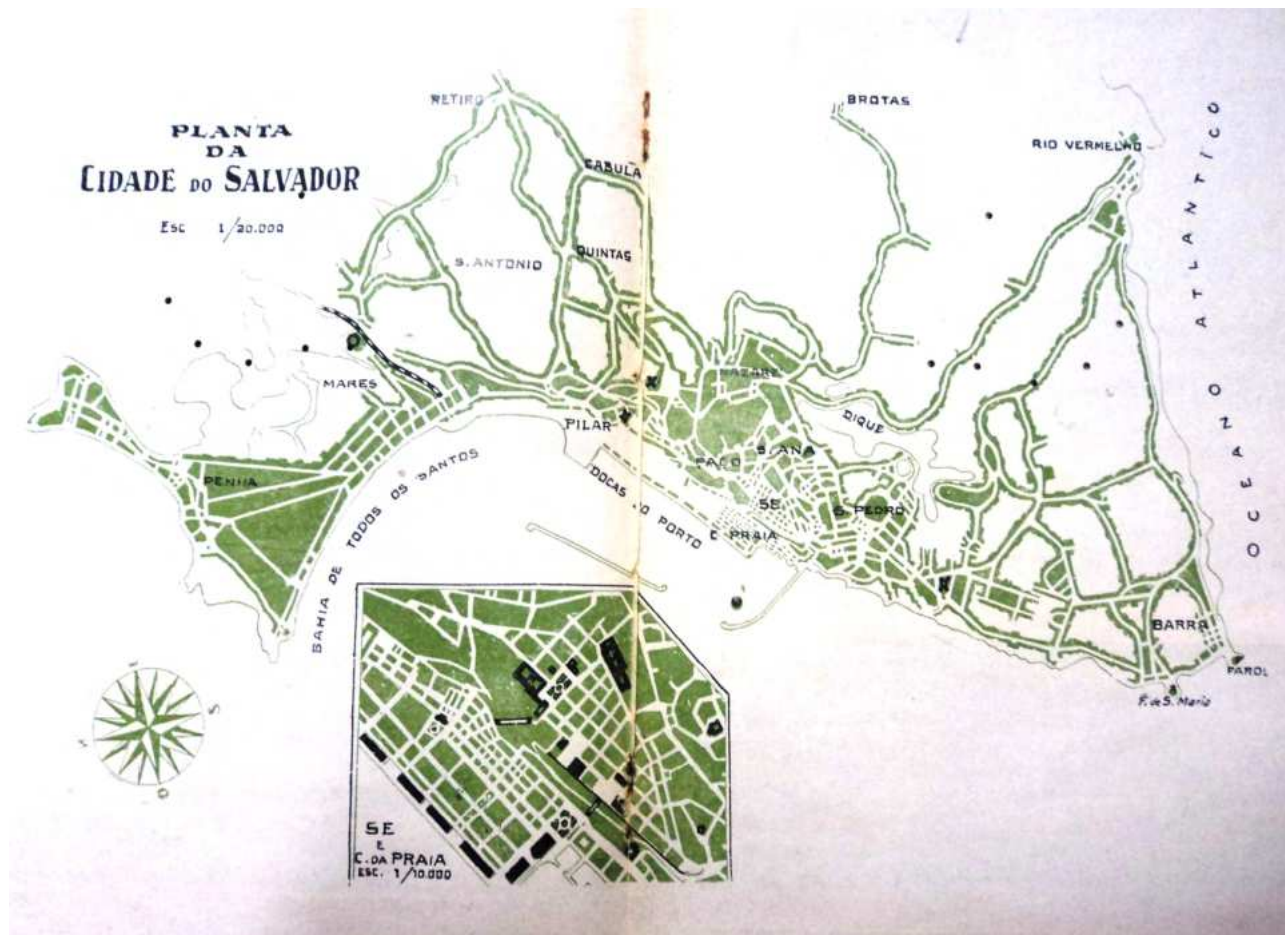 PLANTA
DA
CIDADE DO SALVADOR
ESC 1/20.000
RETIRO
BROTAS
RIO VERMELHO
CABULA
QUINTAS
S. ANTONIO
OCEANO ATLANTICO
MARES
NAZARÉ
DIQUE
PILAR
PAÇO
S. ANA
PENHA
SE
S. PEDRO
DOCAS DO PORTO
C. PRAIA
BAHIA DE TODOS OS SANTOS
BARRA
FAROL
F. de S. Maria
S
O
SE
E
C. DA PRAIA
ESC. 1/10.000